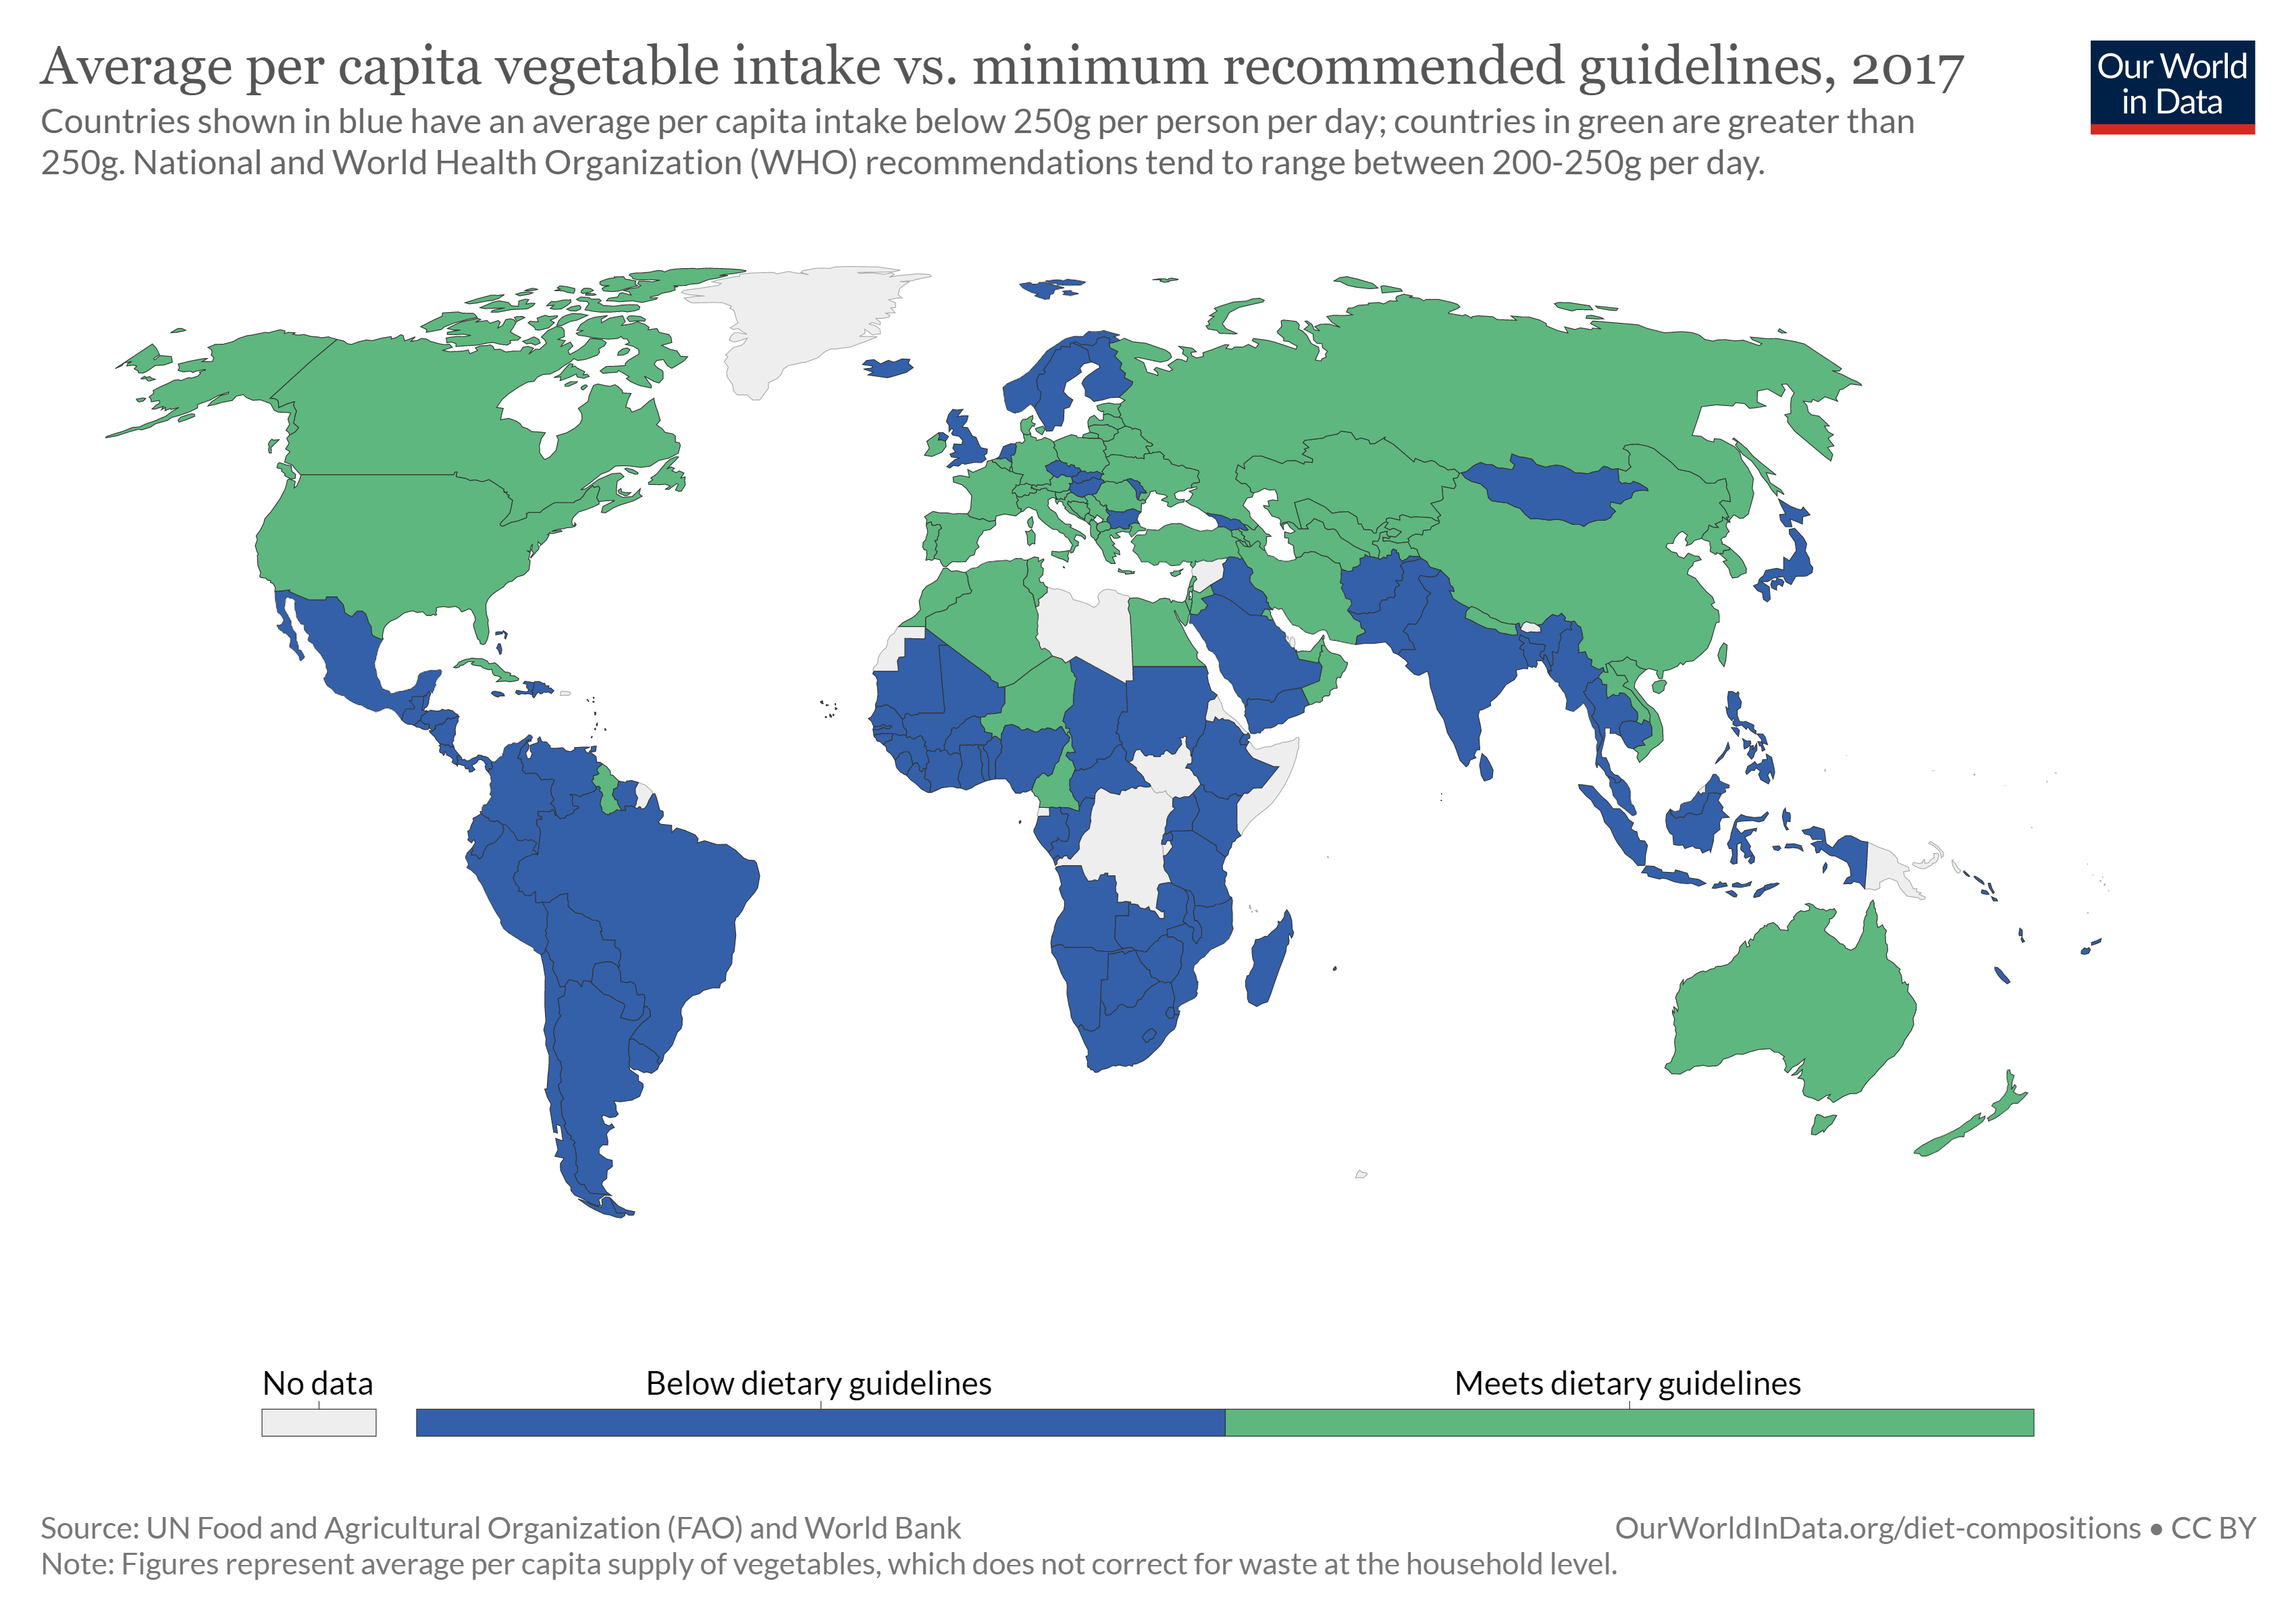 Average per capita vegetable intake vs. minimum recommended guidelines, 2017
Our World
in Data
Countries shown in blue have an average per capita intake below 250g per person per day; countries in green are greater than
250g. National and World Health Organization (WHO) recommendations tend to range between 200-250g per day.
No data
Below dietary guidelines
Meets dietary guidelines
Source: UN Food and Agricultural Organization (FAO) and World Bank
OurWorldInData.org/diet-compositions • CC BY
Note: Figures represent average per capita supply of vegetables, which does not correct for waste at the household level.